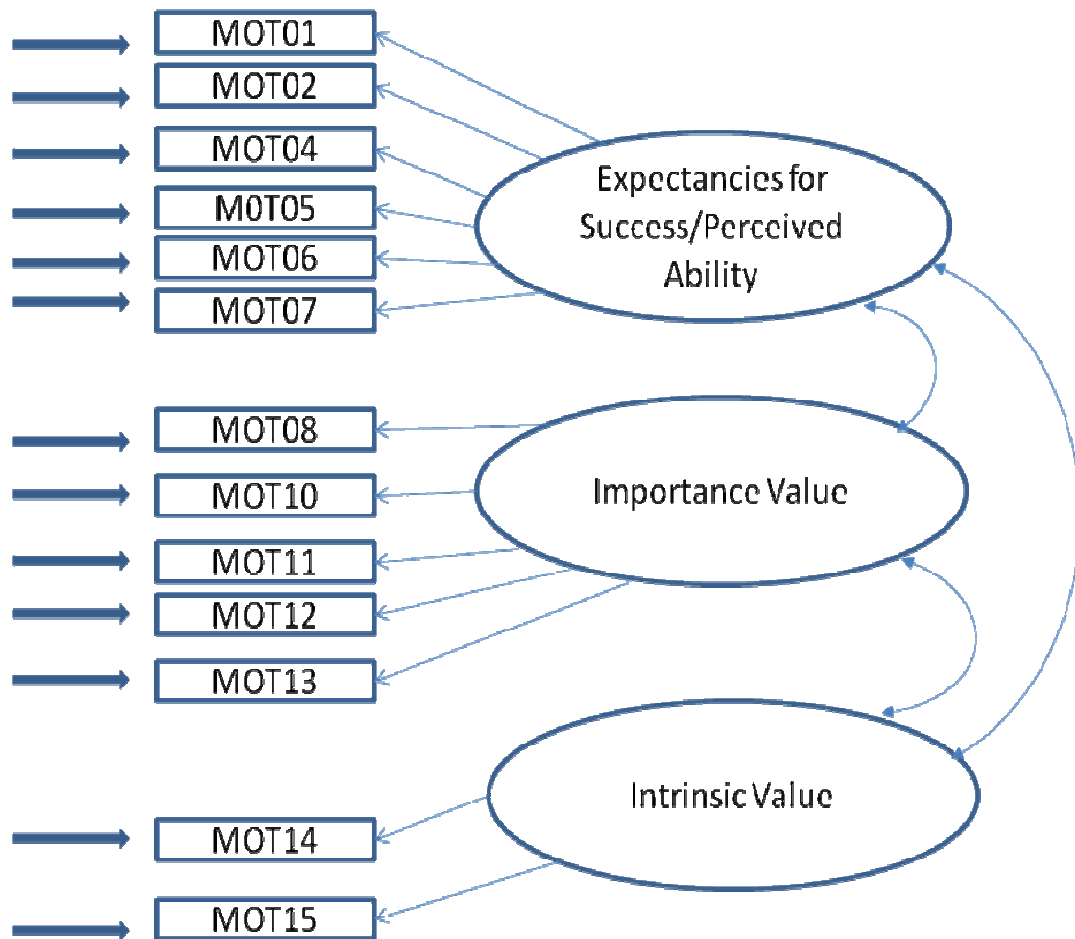 MOT01
MOT02
MOT04
M0T05
MOT06
MOT07
Expectancies for
Success/Perceived
Ability
MOT08
MOT10
MOT11
MOT12
MOT13
Importance Value
MOT14
MOT15
Intrinsic Value